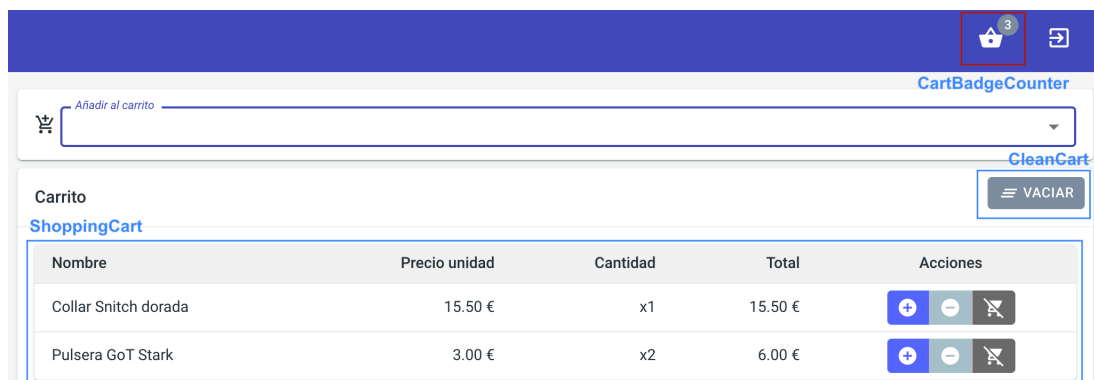 3
CartBadgeCounter
Añadir al carrito
CleanCart
Carrito
VACIAR
ShoppingCart
Nombre Precio unidad Cantidad Total Acciones
Collar Snitch dorada 15.50 € x1 15.50 €
Pulsera GoT Stark 3.00 € x2 6.00 €